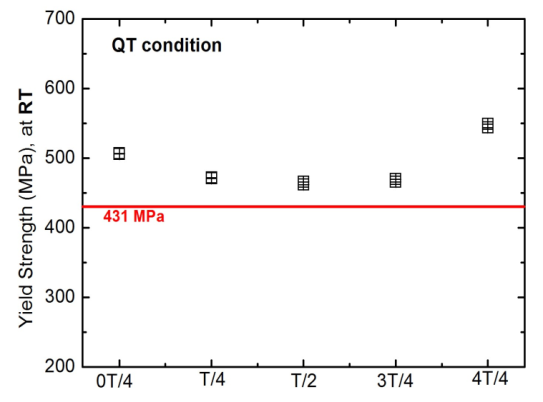 700
600
500
400
300
200
Yield Strength (MPa), at RT
QT condition
431 MPa
0T/4 T/4 T/2 3T/4 4T/4